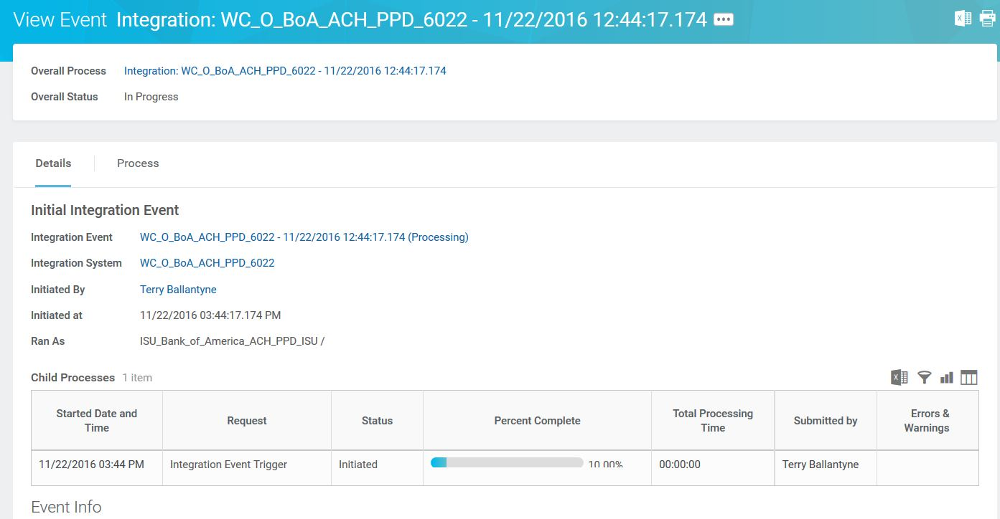 View Event Integration: WC_O_BoA_ACH_PPD_6022 - 11/22/2016 12:44:17.174
Overall Process Integration: WC_O_BoA_ACH_PPD_6022 - 11/22/2016 12:44:17.174
Overall Status In Progress
Details Process
Initial Integration Event
Integration Event WC_O_BoA_ACH_PPD_6022 - 11/22/2016 12:44:17.174 (Processing)
Integration System WC_O_BoA_ACH_PPD_6022
Initiated By Terry Ballantyne
Initiated at 11/22/2016 03:44:17.174 PM
Ran As ISU_Bank_of_America_ACH_PPD_ISU /
Child Processes 1 item
Started Date and Time Request Status Percent Complete Total Processing Time Submitted by Errors & Warnings
11/22/2016 03:44 PM Integration Event Trigger Initiated 10.00% 00:00:00 Terry Ballantyne
Event Info